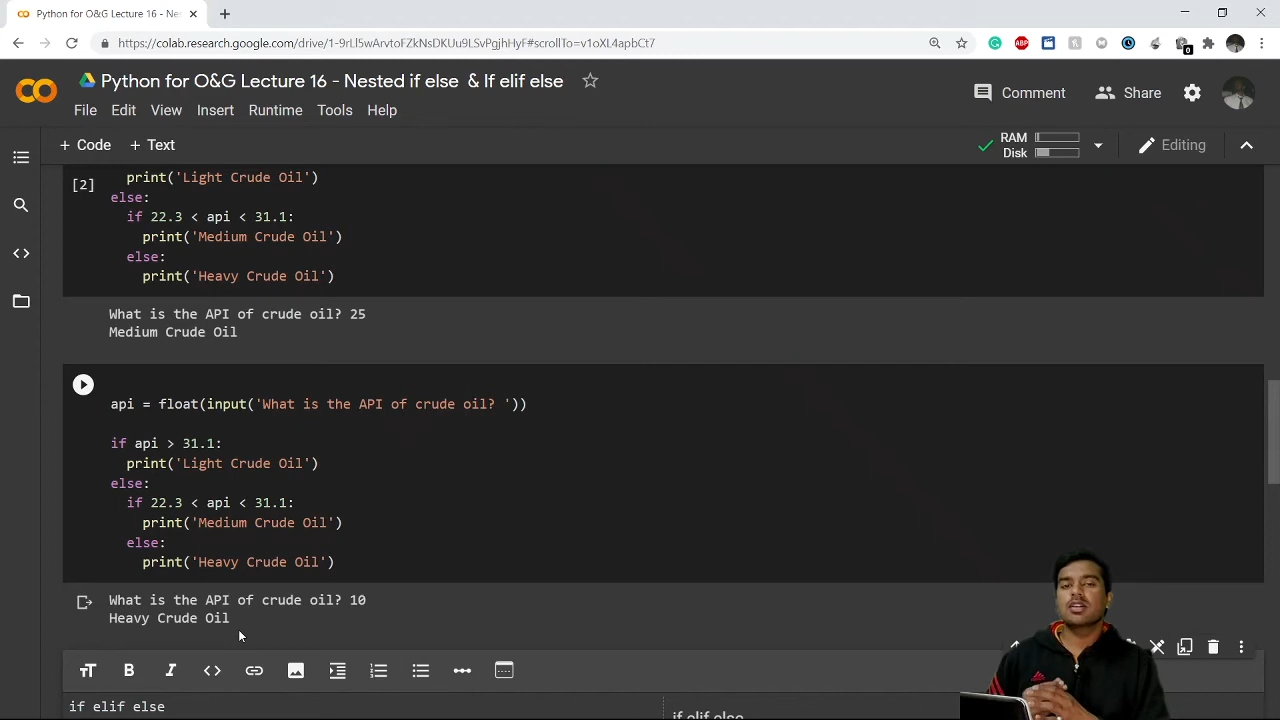 Python for O&G Lecture 16 - Nes
https://colab.research.google.com/drive/1-9rLl5wArvtoFZkNsDKUu9LSvPgjhHyF#scrollTo=v1oXL4apbCt7
ABP
0
Python for O&G Lecture 16 - Nested if else & If elif else
File Edit View Insert Runtime Tools Help
Comment
Share
+ Code + Text
RAM
Disk
Editing
[2]
print('Light Crude Oil')
else:
if 22.3 < api < 31.1:
print('Medium Crude Oil')
else:
print('Heavy Crude Oil')
What is the API of crude oil? 25
Medium Crude Oil
api = float(input('What is the API of crude oil? '))
if api > 31.1:
print('Light Crude Oil')
else:
if 22.3 < api < 31.1:
print('Medium Crude Oil')
else:
print('Heavy Crude Oil')
What is the API of crude oil? 10
Heavy Crude Oil
if elif else
if elif else